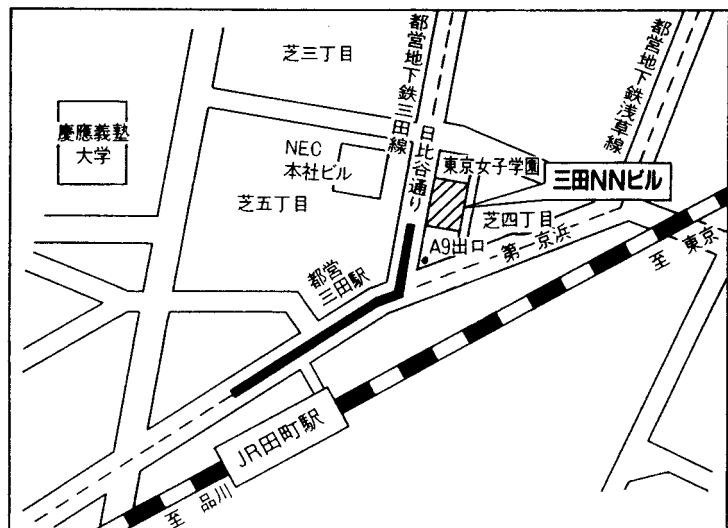 都営地下鉄三田線
都営地下鉄浅草線
芝三丁目
慶應義塾
大学
NEC
本社ビル
日比谷通り
東京女子学園
三田NNビル
芝五丁目
芝四丁目
A9出口
第一京浜
至 東京
都営
三田駅
JR田町駅
至 品川